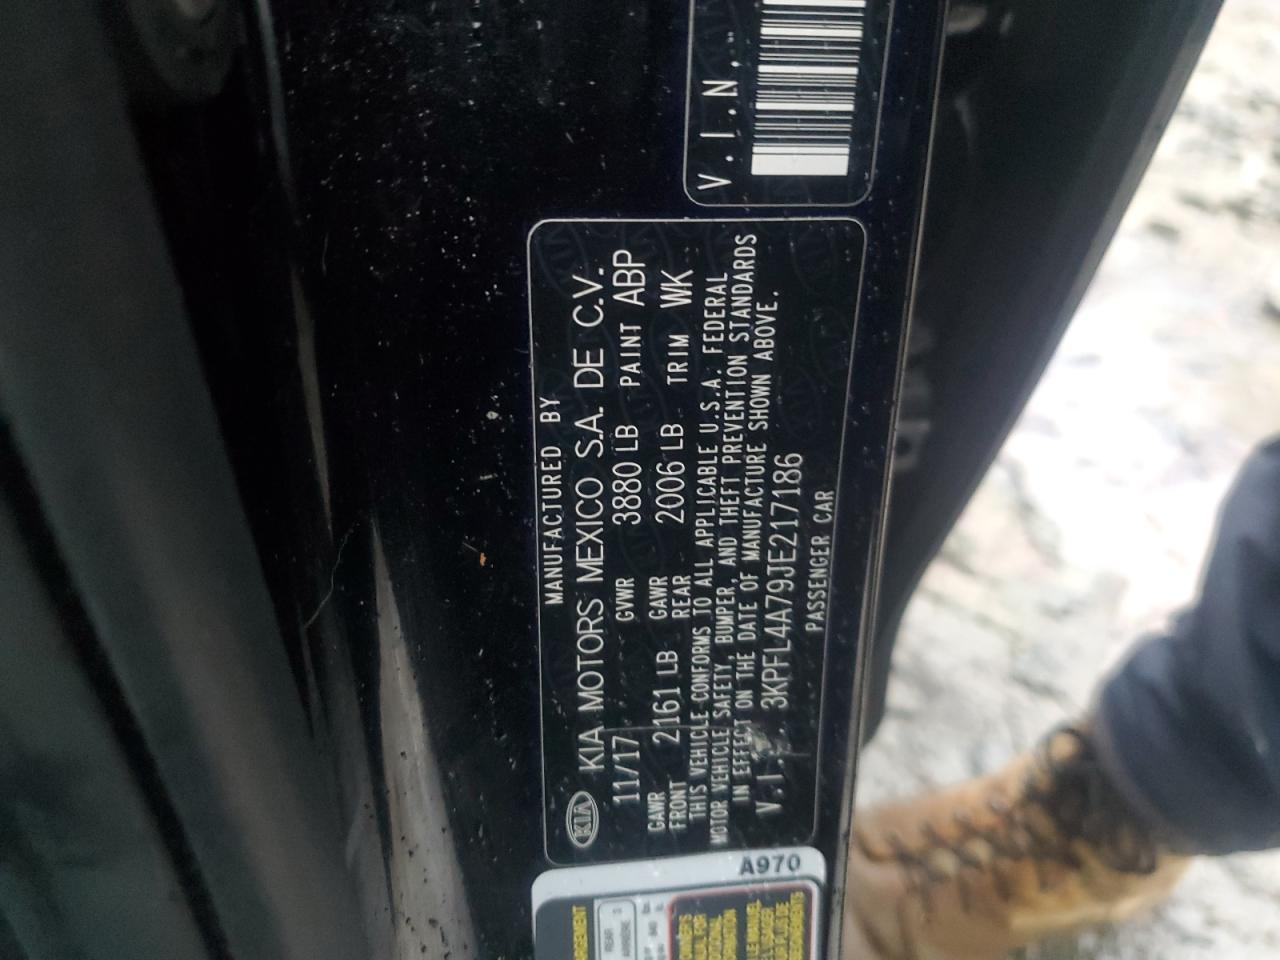 V.I.N.
KIA
MANUFACTURED BY
KIA MOTORS MEXICO S.A. DE C.V.
11/17 GVWR 3880 LB PAINT ABP
GAWR FRONT 2161 LB GAWR REAR 2006 LB TRIM WK
THIS VEHICLE CONFORMS TO ALL APPLICABLE U.S.A. FEDERAL
MOTOR VEHICLE SAFETY, BUMPER, AND THEFT PREVENTION STANDARDS
IN EFFECT ON THE DATE OF MANUFACTURE SHOWN ABOVE.
V.I. 3KPFL4A79JE217186
PASSENGER CAR
A970
REAR